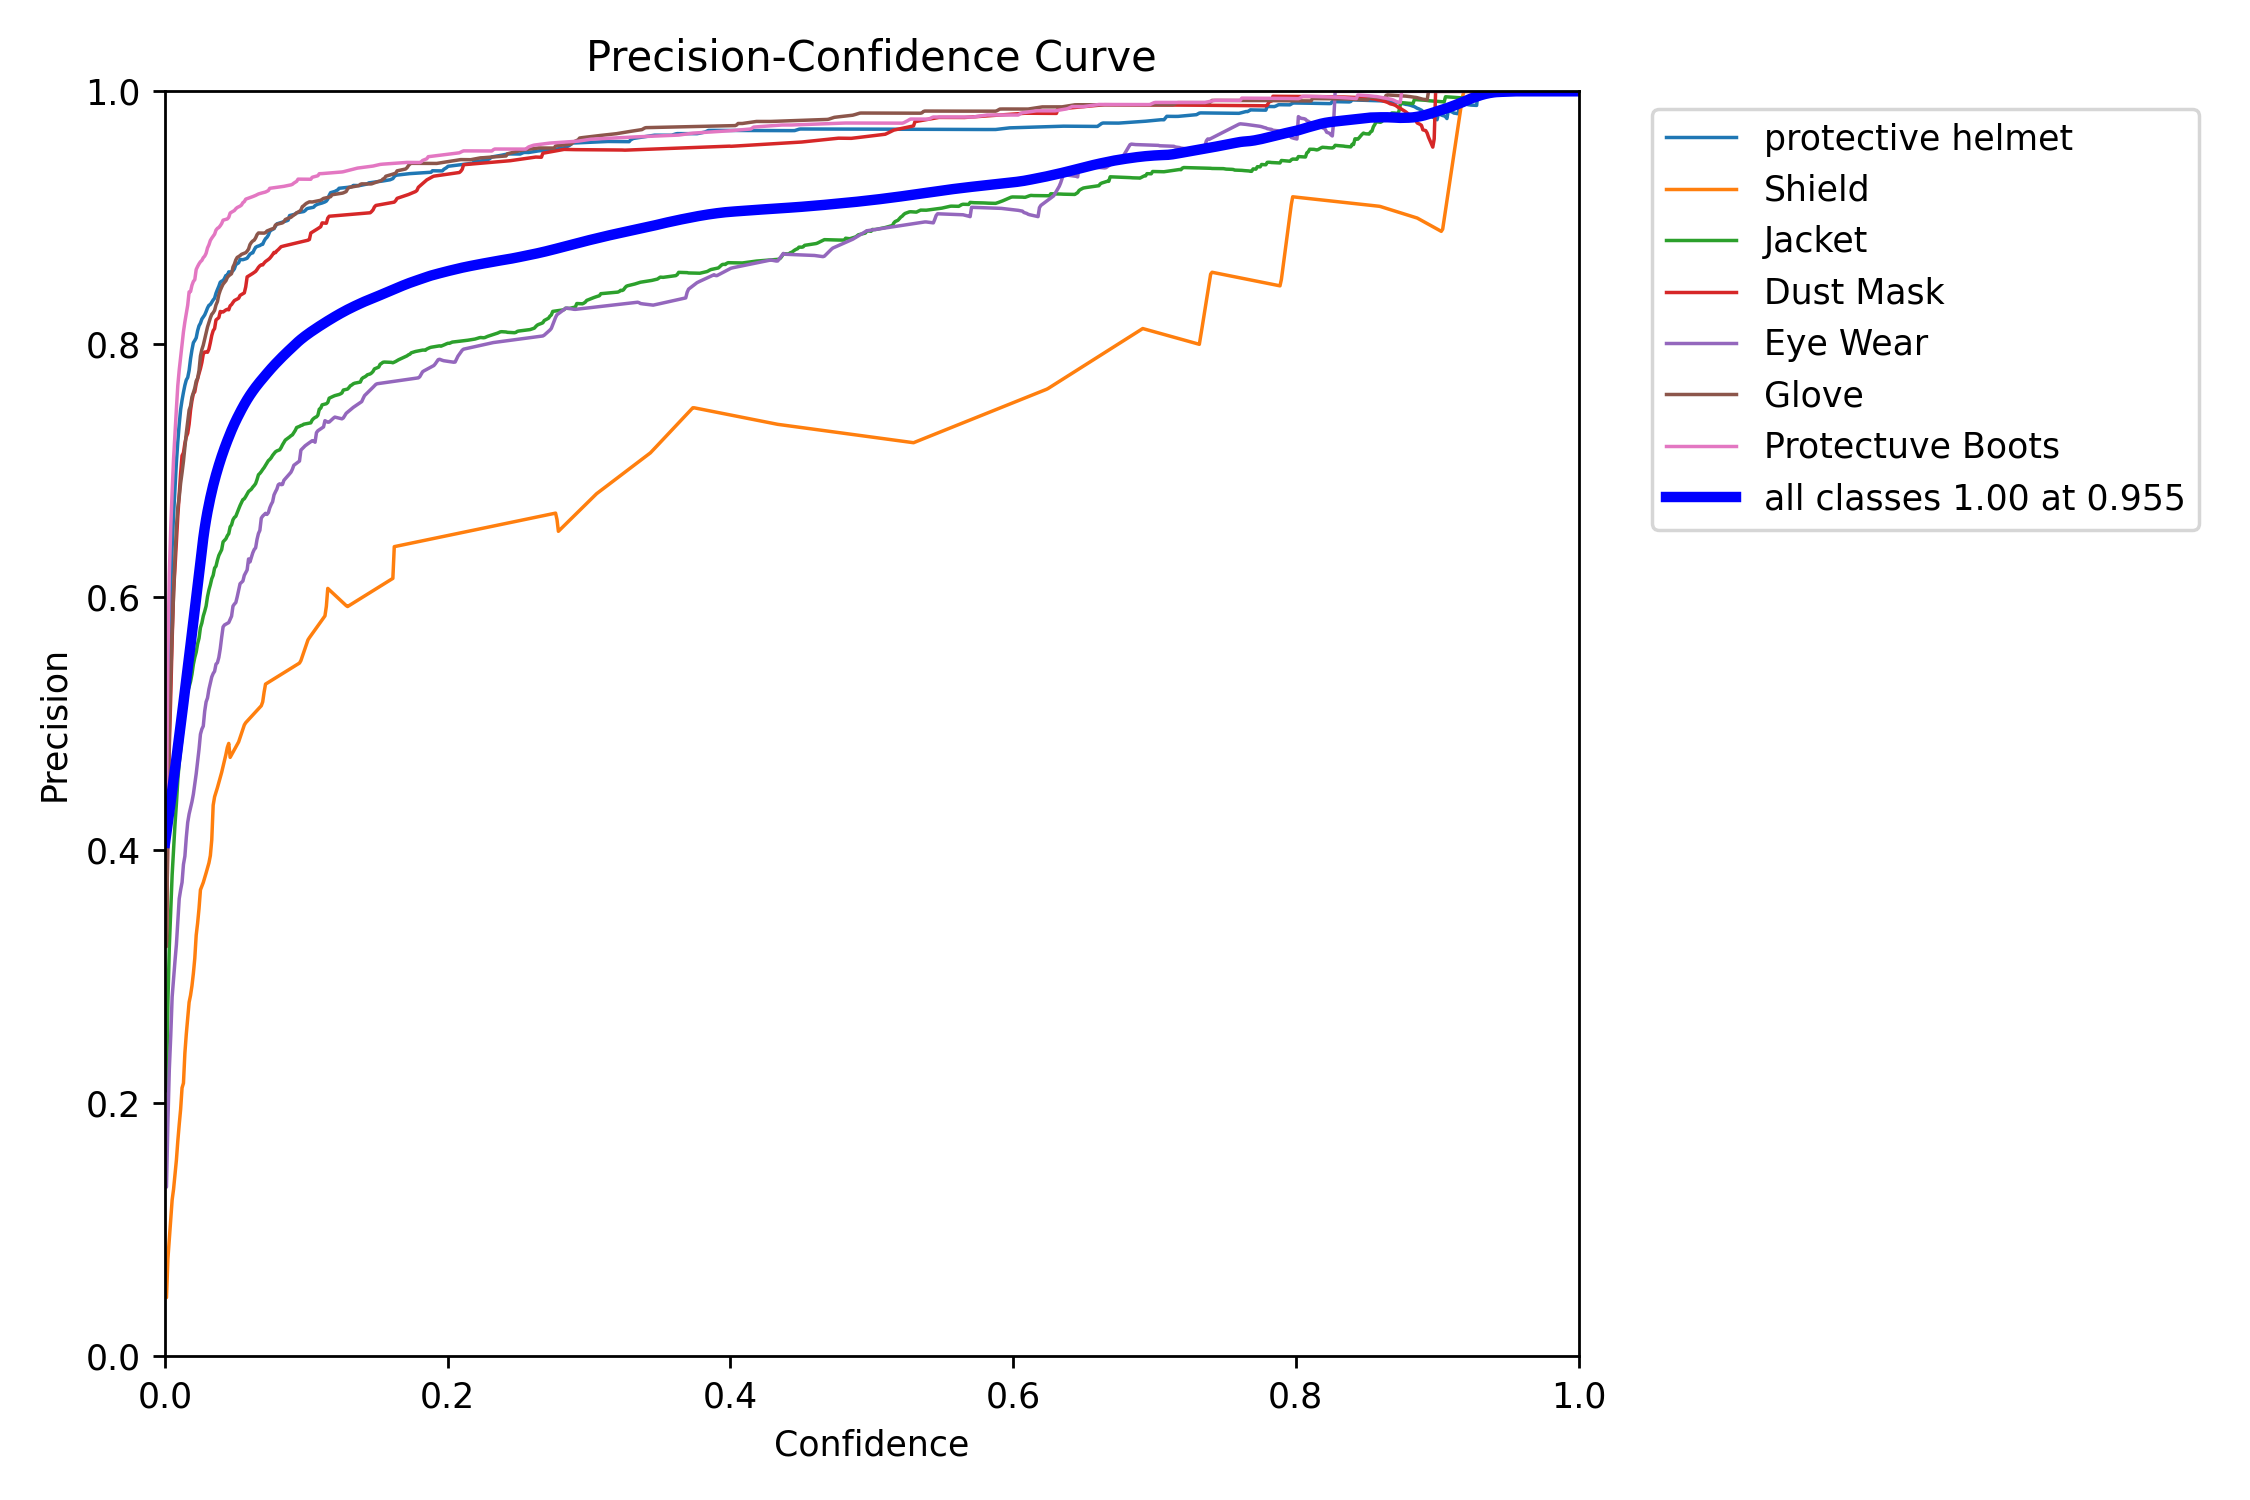 Precision-Confidence Curve
1.0
0.8
0.6
0.4
0.2
0.0
Precision
0.0 0.2 0.4 0.6 0.8 1.0
Confidence
protective helmet
Shield
Jacket
Dust Mask
Eye Wear
Glove
Protectuve Boots
all classes 1.00 at 0.955